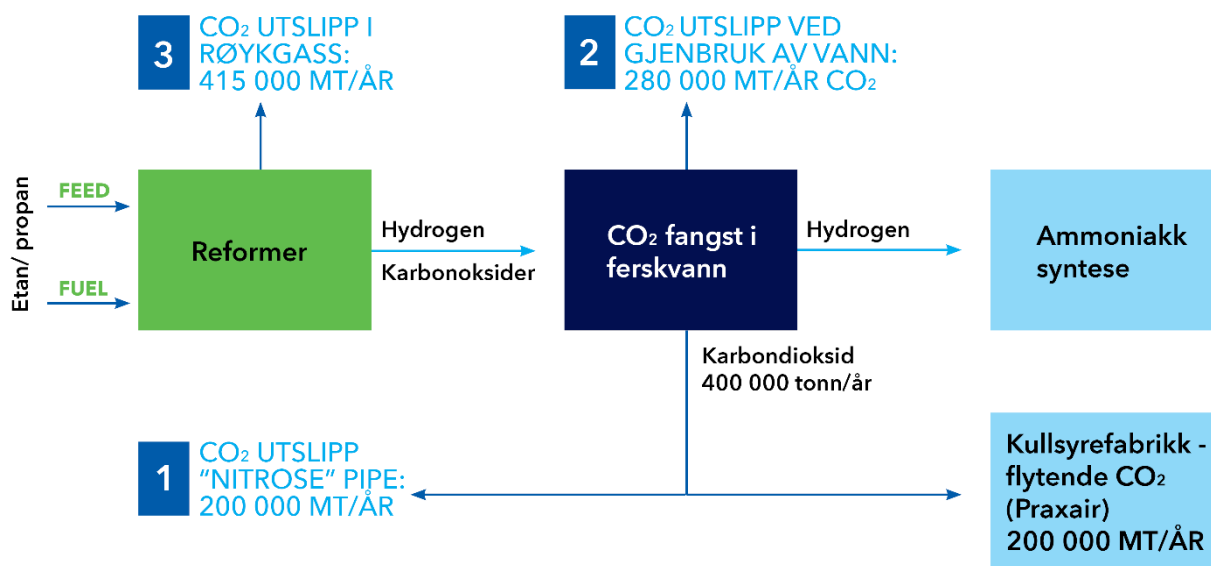 3
CO₂ UTSLIPP I
RØYKGASS:
415 000 MT/ÅR
2
CO₂ UTSLIPP VED
GJENBRUK AV VANN:
280 000 MT/ÅR CO₂
Etan/ propan
FEED
FUEL
Reformer
Hydrogen
Karbonoksider
CO₂ fangst i
ferskvann
Hydrogen
Ammoniakk
syntese
Karbondioksid
400 000 tonn/år
1
CO₂ UTSLIPP
“NITROSE” PIPE:
200 000 MT/ÅR
Kullsyrefabrikk -
flytende CO₂
(Praxair)
200 000 MT/ÅR